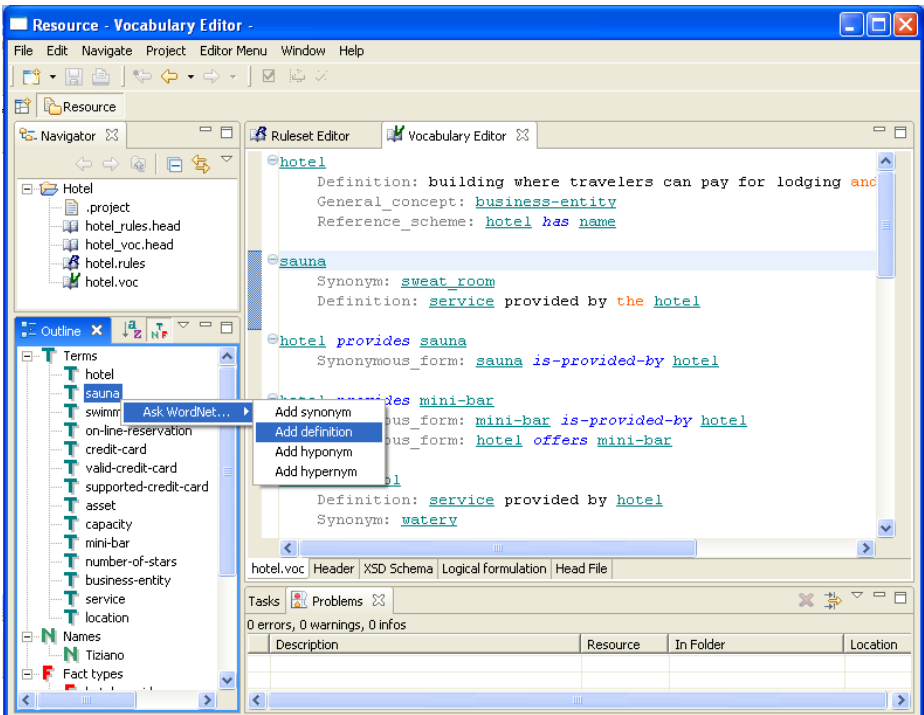 Resource - Vocabulary Editor -
File Edit Navigate Project Editor Menu Window Help
Resource
Navigator
Hotel
.project
hotel_rules.head
hotel_voc.head
hotel.rules
hotel.voc
Outline
Terms
hotel
sauna
swimm
on-line-reservation
credit-card
valid-credit-card
supported-credit-card
asset
capacity
mini-bar
number-of-stars
business-entity
service
location
Names
Tiziano
Fact types
Ask WordNet...
Add synonym
Add definition
Add hyponym
Add hypernym
Ruleset Editor Vocabulary Editor
hotel
Definition: building where travelers can pay for lodging and
General_concept: business-entity
Reference_scheme: hotel has name
sauna
Synonym: sweat_room
Definition: service provided by the hotel
hotel provides sauna
Synonymous_form: sauna is-provided-by hotel
hotel provides mini-bar
ous_form: mini-bar is-provided-by hotel
ous_form: hotel offers mini-bar
ol
Definition: service provided by hotel
Synonym: watery
hotel.voc Header XSD Schema Logical formulation Head File
Tasks Problems
0 errors, 0 warnings, 0 infos
Description Resource In Folder Location